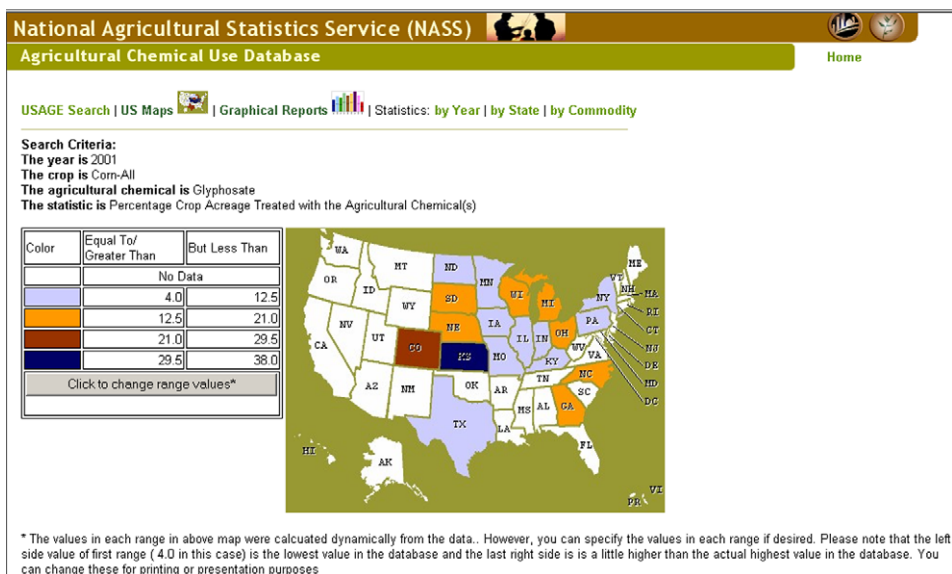 National Agricultural Statistics Service (NASS)
Agricultural Chemical Use Database
Home
USAGE Search | US Maps | Graphical Reports | Statistics: by Year | by State | by Commodity
Search Criteria:
The year is 2001
The crop is Corn-All
The agricultural chemical is Glyphosate
The statistic is Percentage Crop Acreage Treated with the Agricultural Chemical(s)
Color Equal To/ Greater Than But Less Than
No Data
4.0 12.5
12.5 21.0
21.0 29.5
29.5 38.0
Click to change range values*
WA
MT
ND
MN
ME
OR
ID
WY
SD
WI
MI
VT
NH
NY
MA
RI
CT
NJ
DE
MD
DC
NV
UT
CO
NE
IA
IL
IN
OH
PA
CA
KS
MO
KY
WV
VA
AZ
NM
OK
AR
TN
NC
SC
TX
LA
MS
AL
GA
FL
HI
AK
PR
VI
* The values in each range in above map were calcuated dynamically from the data.. However, you can specify the values in each range if desired. Please note that the left
side value of first range ( 4.0 in this case) is the lowest value in the database and the last right side is is a little higher than the actual highest value in the database. You
can change these for printing or presentation purposes